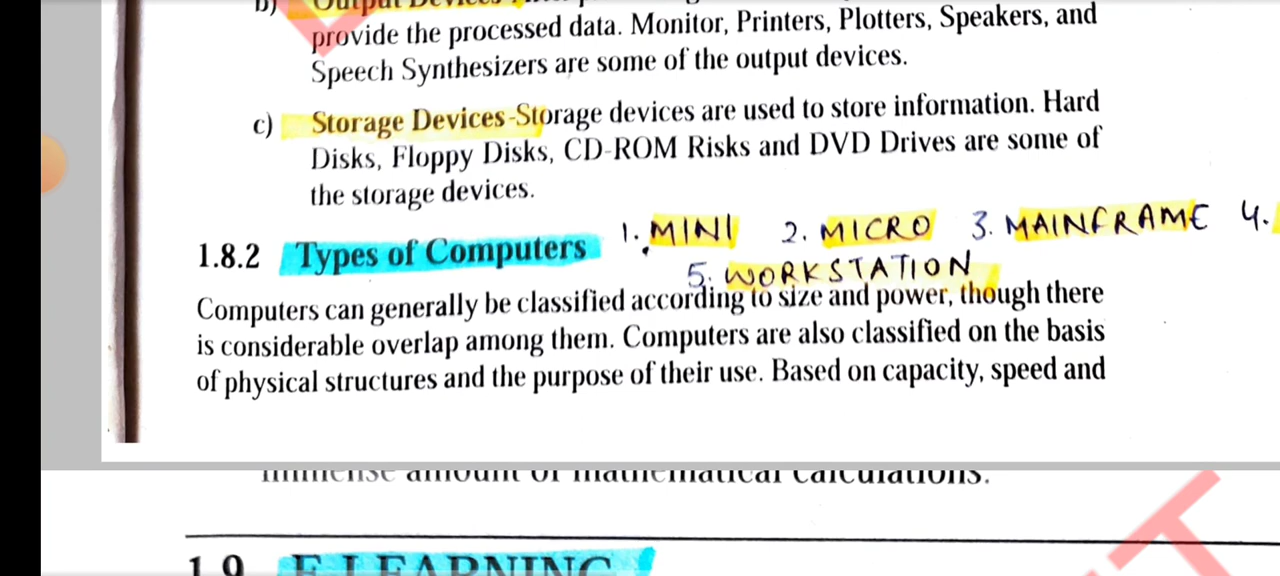 b) Output Devices
provide the processed data. Monitor, Printers, Plotters, Speakers, and
Speech Synthesizers are some of the output devices.
c) Storage Devices-Storage devices are used to store information. Hard
Disks, Floppy Disks, CD-ROM Risks and DVD Drives are some of
the storage devices.
1.8.2 Types of Computers 1. MINI 2. MICRO 3. MAINFRAME 4.
5. WORKSTATION
Computers can generally be classified according to size and power, though there
is considerable overlap among them. Computers are also classified on the basis
of physical structures and the purpose of their use. Based on capacity, speed and
immense amount of mathematical calculations.
1.9 E LEARNING